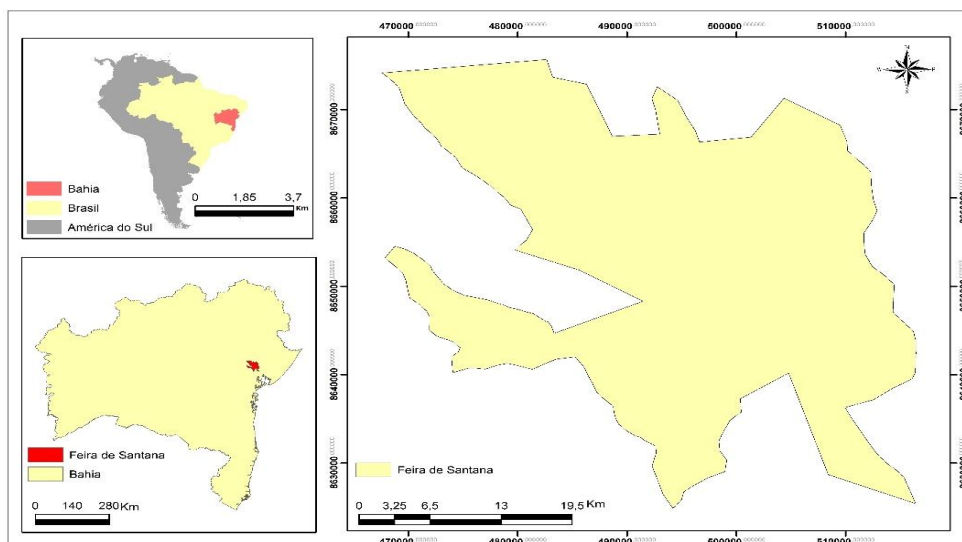 Bahia
Brasil
América do Sul
0 1,85 3,7
Km
Feira de Santana
Bahia
0 140 280 Km
470000 480000 490000 500000 510000
8670000
8660000
8650000
8640000
8630000
Feira de Santana
0 3,25 6,5 13 19,5 Km
470000 480000 490000 500000 510000